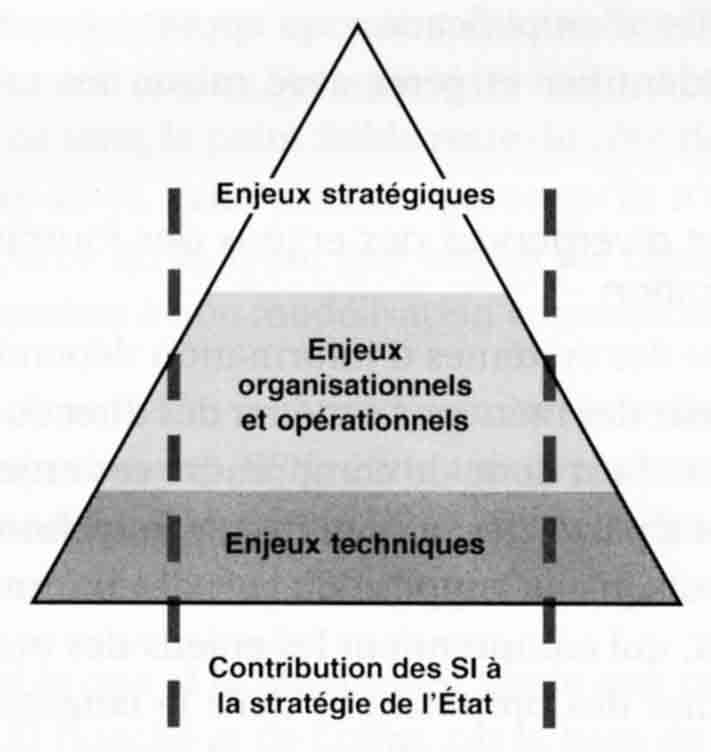 Enjeux stratégiques
Enjeux
organisationnels
et opérationnels
Enjeux techniques
Contribution des SI à
la stratégie de l'État